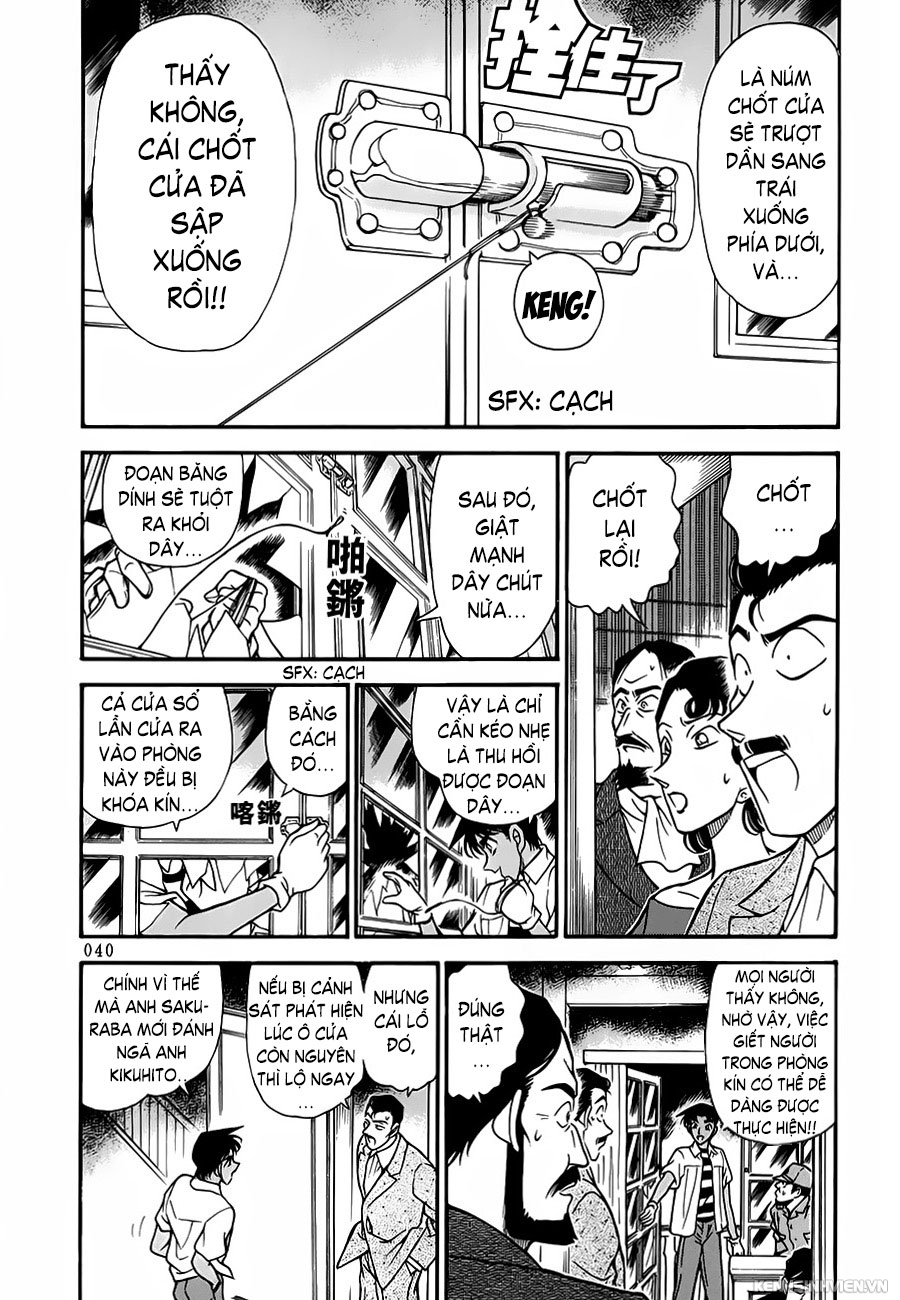 LÀ NÚM
CHỐT CỬA
SẼ TRƯỢT
DẦN SANG
TRÁI
XUỐNG
PHÍA DƯỚI,
VÀ...
拴住了
THẤY
KHÔNG,
CÁI CHỐT
CỬA ĐÃ
SẬP
XUỐNG
RỒI!!
KENG!
SFX: CẠCH
CHỐT
...
CHỐT
LẠI
RỒI!
SAU ĐÓ,
GIẬT
MẠNH
DÂY CHÚT
NỮA...
ĐOẠN BĂNG
DÍNH SẼ TUỘT
RA KHỎI
DÂY...
啪鏘
SFX: CẠCH
VẬY LÀ CHỈ
CẦN KÉO NHẸ
LÀ THU HỒI
ĐƯỢC ĐOẠN
DÂY...
BẰNG
CÁCH
ĐÓ...
CẢ CỬA SỔ
LẪN CỬA RA
VÀO PHÒNG
NÀY ĐỀU BỊ
KHÓA KÍN...
喀鏘
040
MỌI NGƯỜI
THẤY KHÔNG,
NHỜ VẬY, VIỆC
GIẾT NGƯỜI
TRONG PHÒNG
KÍN CÓ THỂ DỄ
DÀNG ĐƯỢC
THỰC HIỆN!!
ĐÚNG
THẬT
...
NHƯNG
CÁI LỖ
ĐÓ,
NẾU BỊ CẢNH
SÁT PHÁT HIỆN
LÚC Ô CỬA
CÒN NGUYÊN
THÌ LỘ NGAY
...
CHÍNH VÌ THẾ
MÀ ANH SAKU-
RABA MỚI ĐÁNH
NGÃ ANH
KIKUHITO..
KENHSINHVIEN.VN